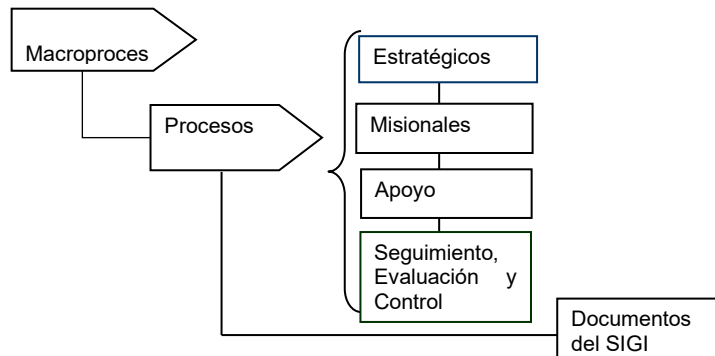 Macroproces
Procesos
Estratégicos
Misionales
Apoyo
Seguimiento,
Evaluación y
Control
Documentos
del SIGI